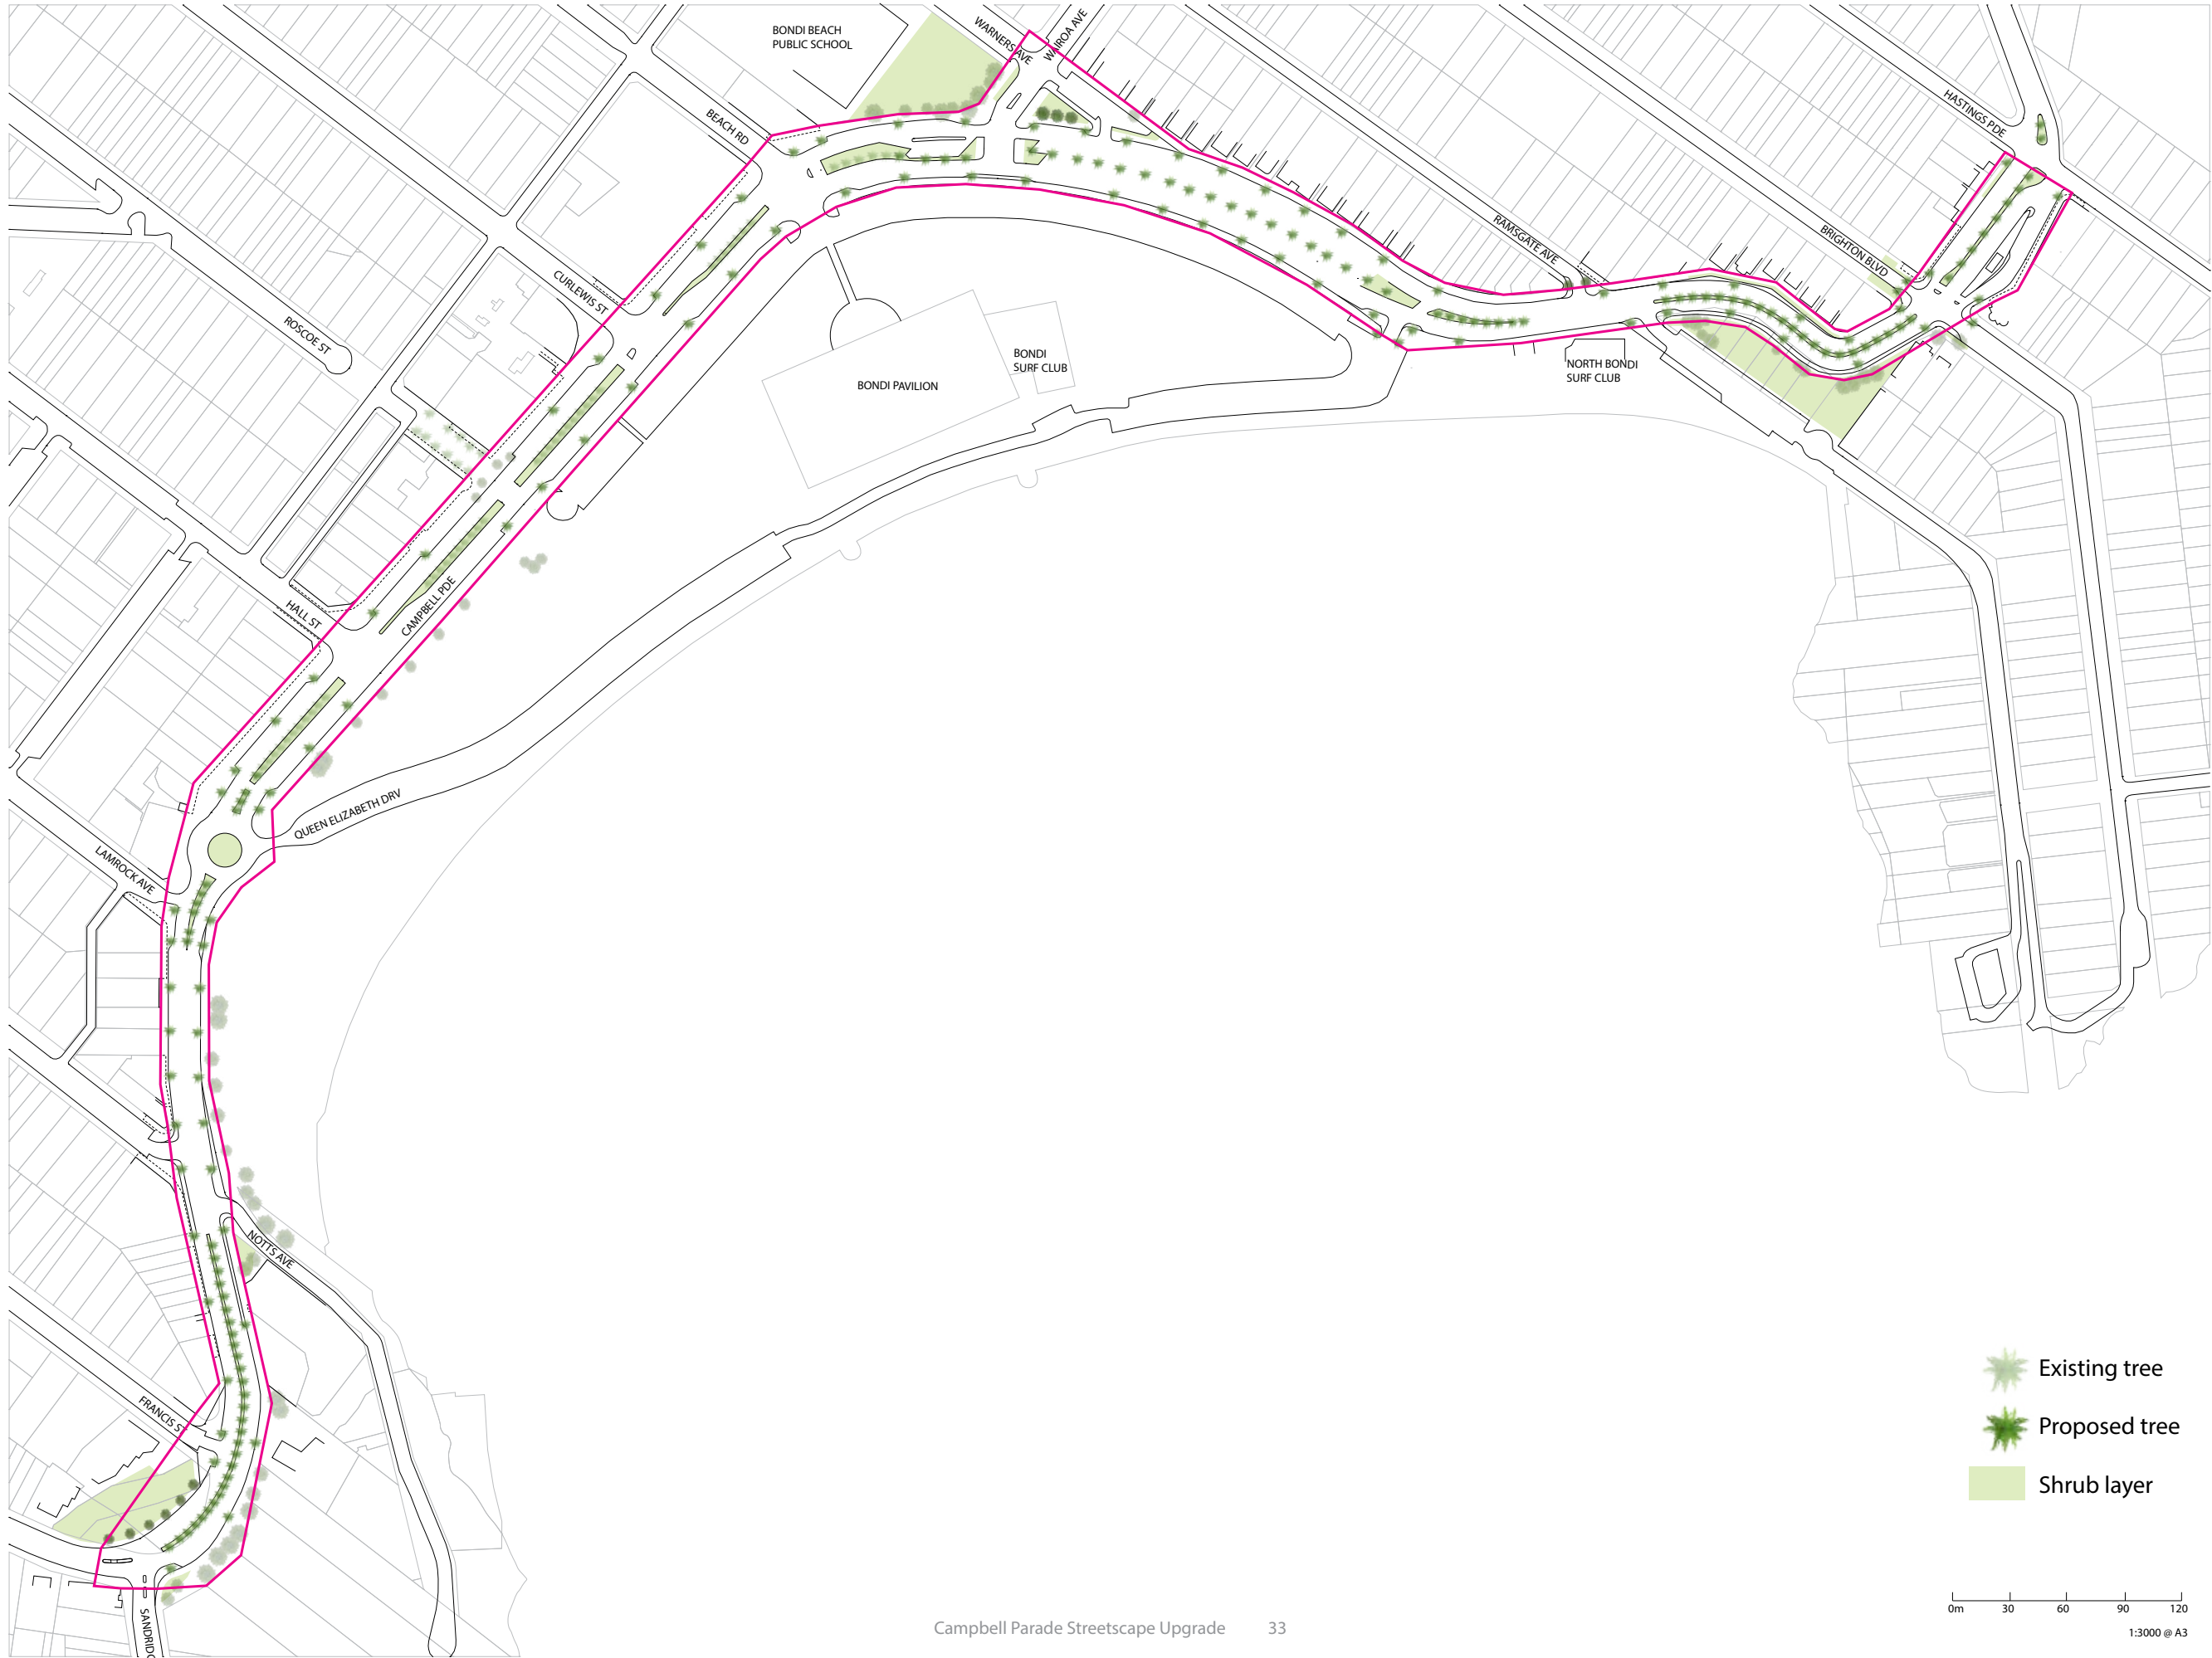 BONDI BEACH
PUBLIC SCHOOL
WARNERS AVE
WAIROA AVE
BEACH RD
HASTINGS PDE
RAMSGATE AVE
BRIGHTON BLVD
CURLEWIS ST
ROSCOE ST
BONDI
SURF CLUB
BONDI PAVILION
NORTH BONDI
SURF CLUB
CAMPBELL PDE
HALL ST
QUEEN ELIZABETH DRV
LAMROCK AVE
NOTTS AVE
FRANCIS ST
SANDRIDG
Existing tree
Proposed tree
Shrub layer
0m 30 60 90 120
1:3000 @ A3
Campbell Parade Streetscape Upgrade 33